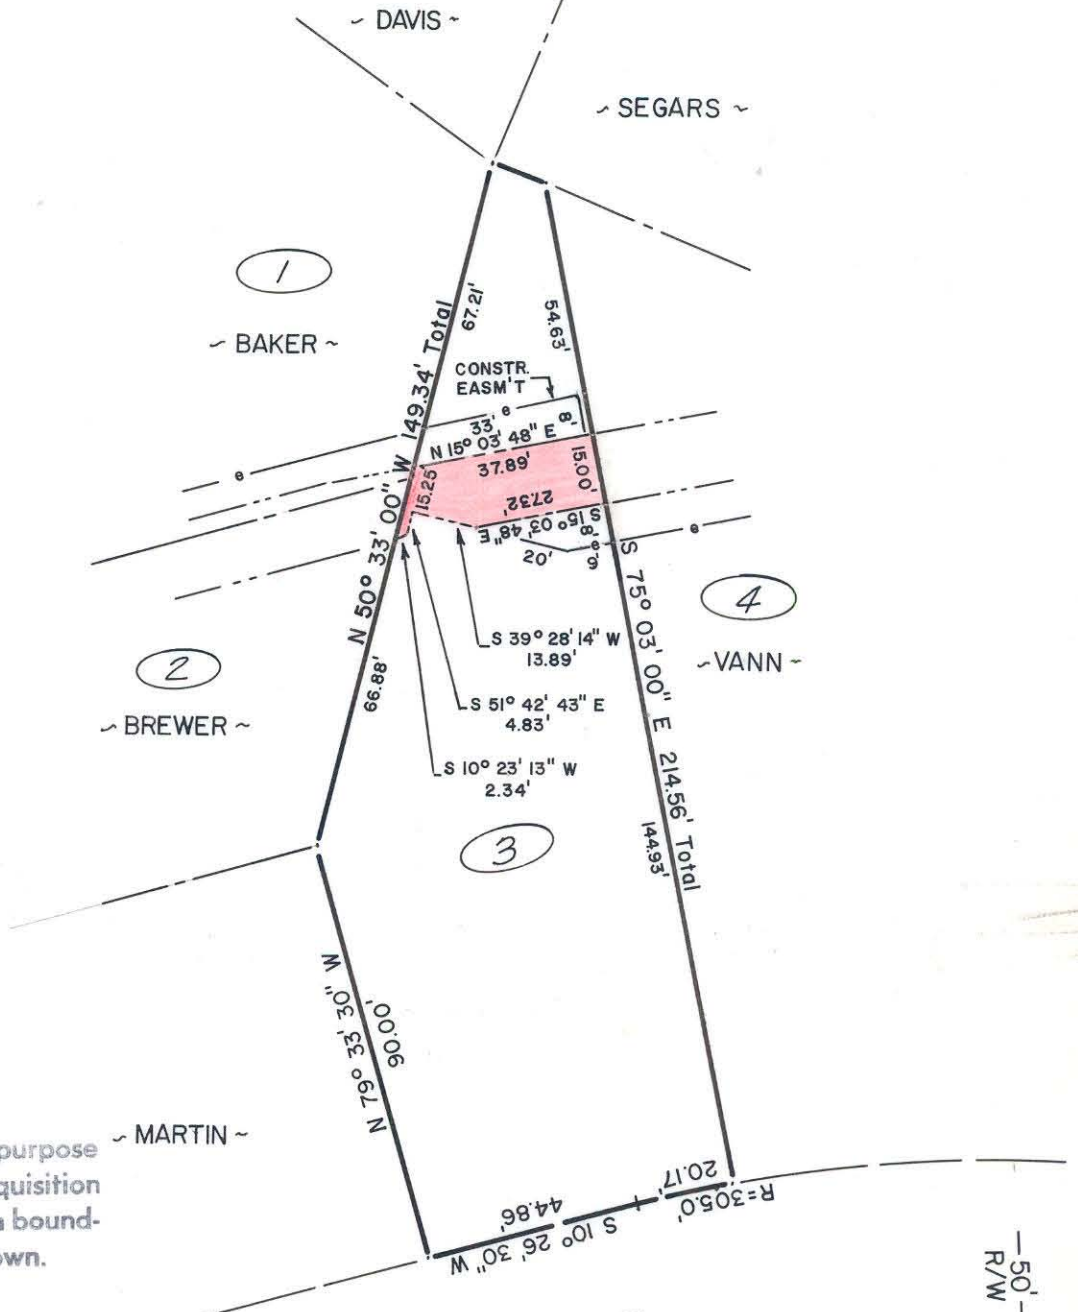 ~ DAVIS ~
~ SEGARS ~
1
~ BAKER ~
N 50° 33' 00" W 149.34' Total
67.21'
54.63'
CONSTR.
EASM'T
e
e
33'
8'
N 15° 03' 48" E
37.89'
15.25
15.00'
27.32'
S 15° 03' 48" E
8'
e
e
20'
6'
S 75° 03' 00" E 214.56' Total
4
~ VANN ~
S 39° 28' 14" W
13.89'
2
~ BREWER ~
66.88'
S 51° 42' 43" E
4.83'
S 10° 23' 13" W
2.34'
3
144.93'
N 79° 33' 30" W
90.00'
~ MARTIN ~
purpose
quisition
bound-
own.
44.86'
20.17'
S 10° 26' 30" W
R=305.0'
50'
R/W